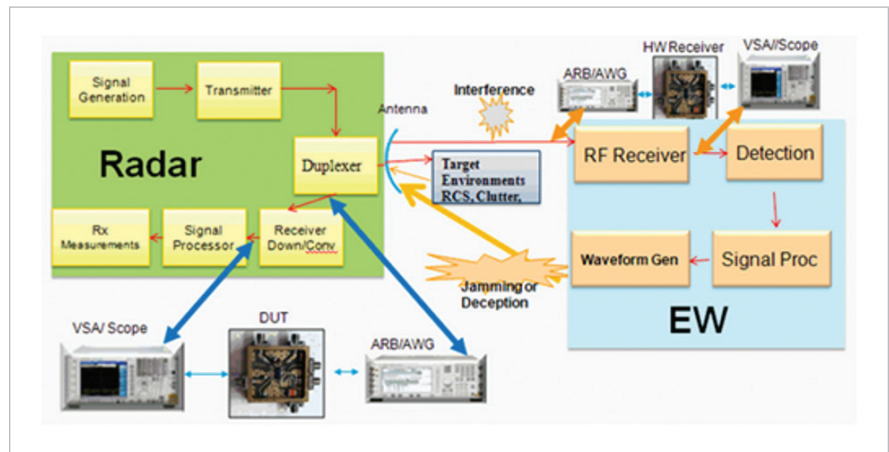 Signal
Generation
Transmitter
Antenna
Radar
Duplexer
Rx
Measurements
Signal
Processor
Receiver
Down/Conv
Interference
Target
Environments
RCS, Clutter,
ARB/AWG
HW Receiver
VSA//Scope
RF Receiver
Detection
Waveform Gen
Signal Proc
EW
Jamming or
Deception
VSA/ Scope
DUT
ARB/AWG